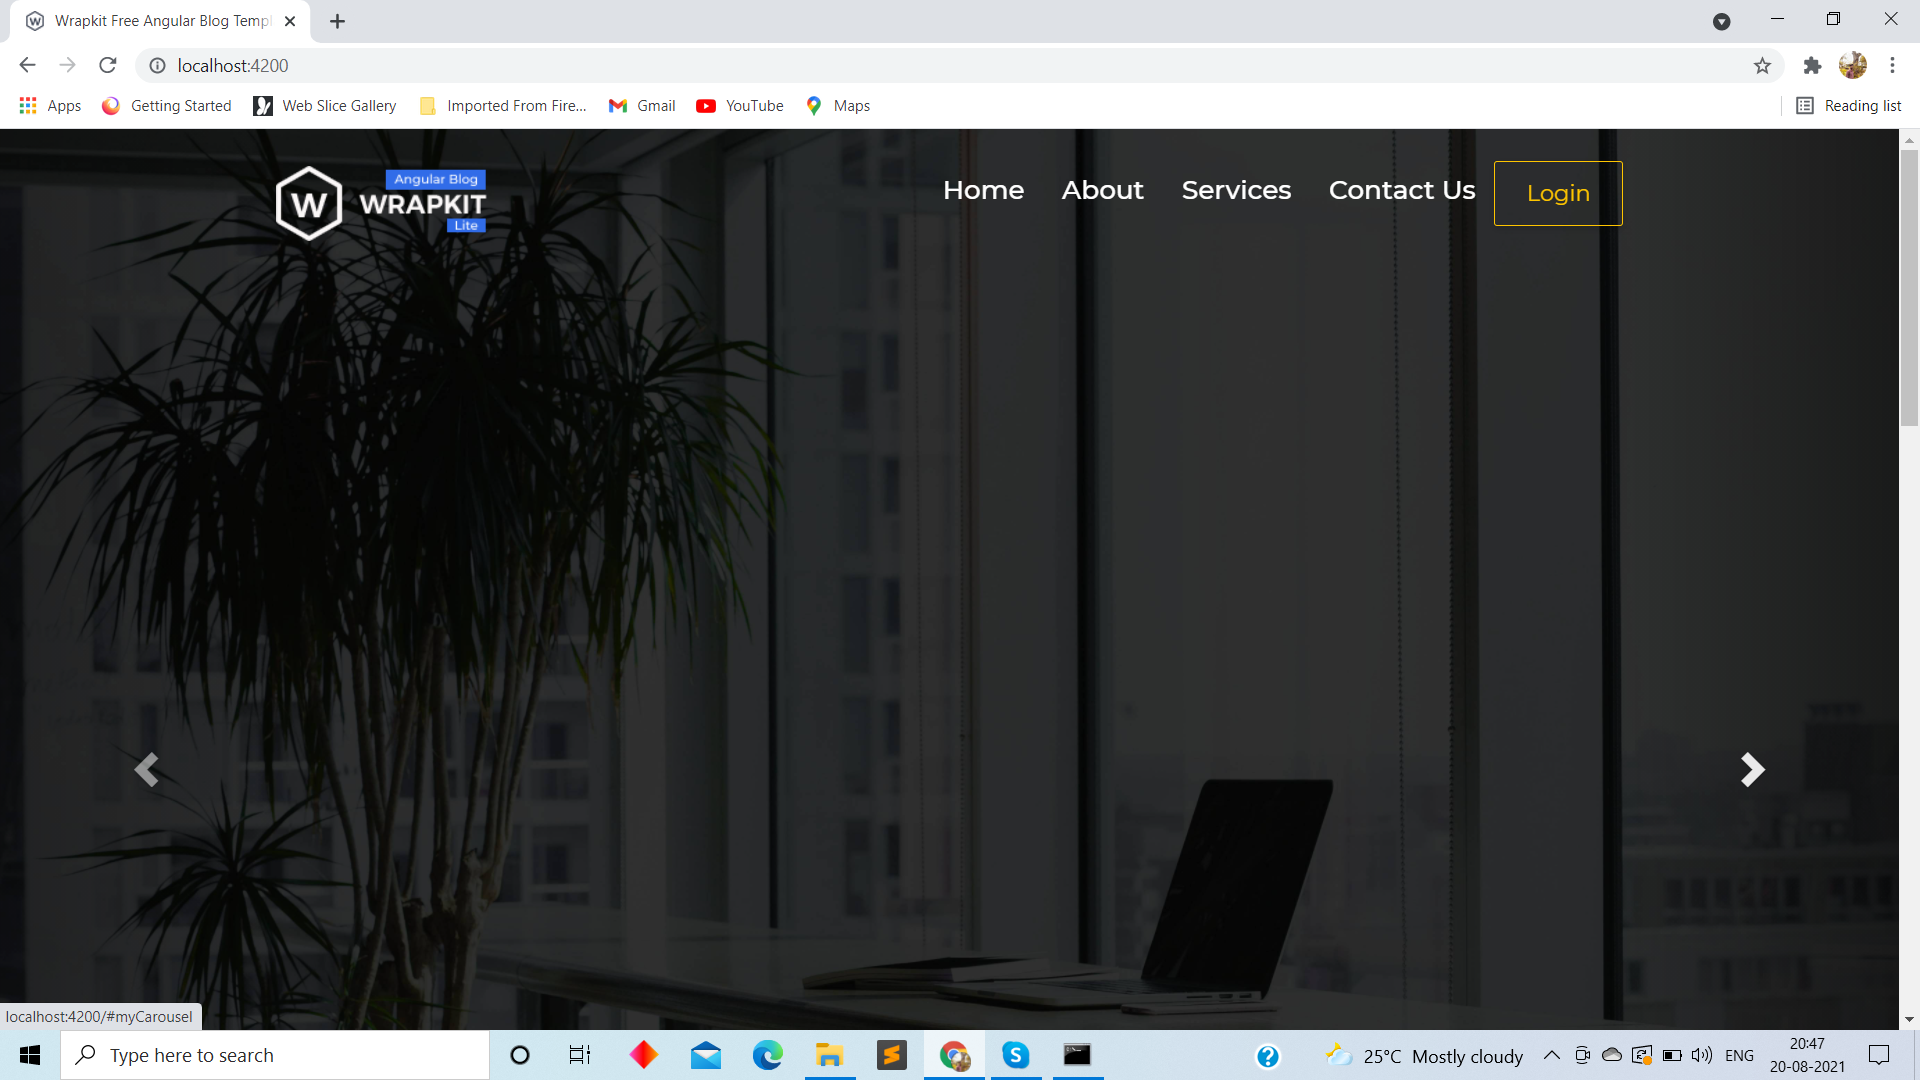 Wrapkit Free Angular Blog Templ
localhost:4200
Apps
Getting Started
Web Slice Gallery
Imported From Fire...
Gmail
YouTube
Maps
Reading list
W
Angular Blog
WRAPKIT
Lite
Home
About
Services
Contact Us
Login
localhost:4200/#myCarousel
Type here to search
25°C Mostly cloudy
ENG
20:47
20-08-2021